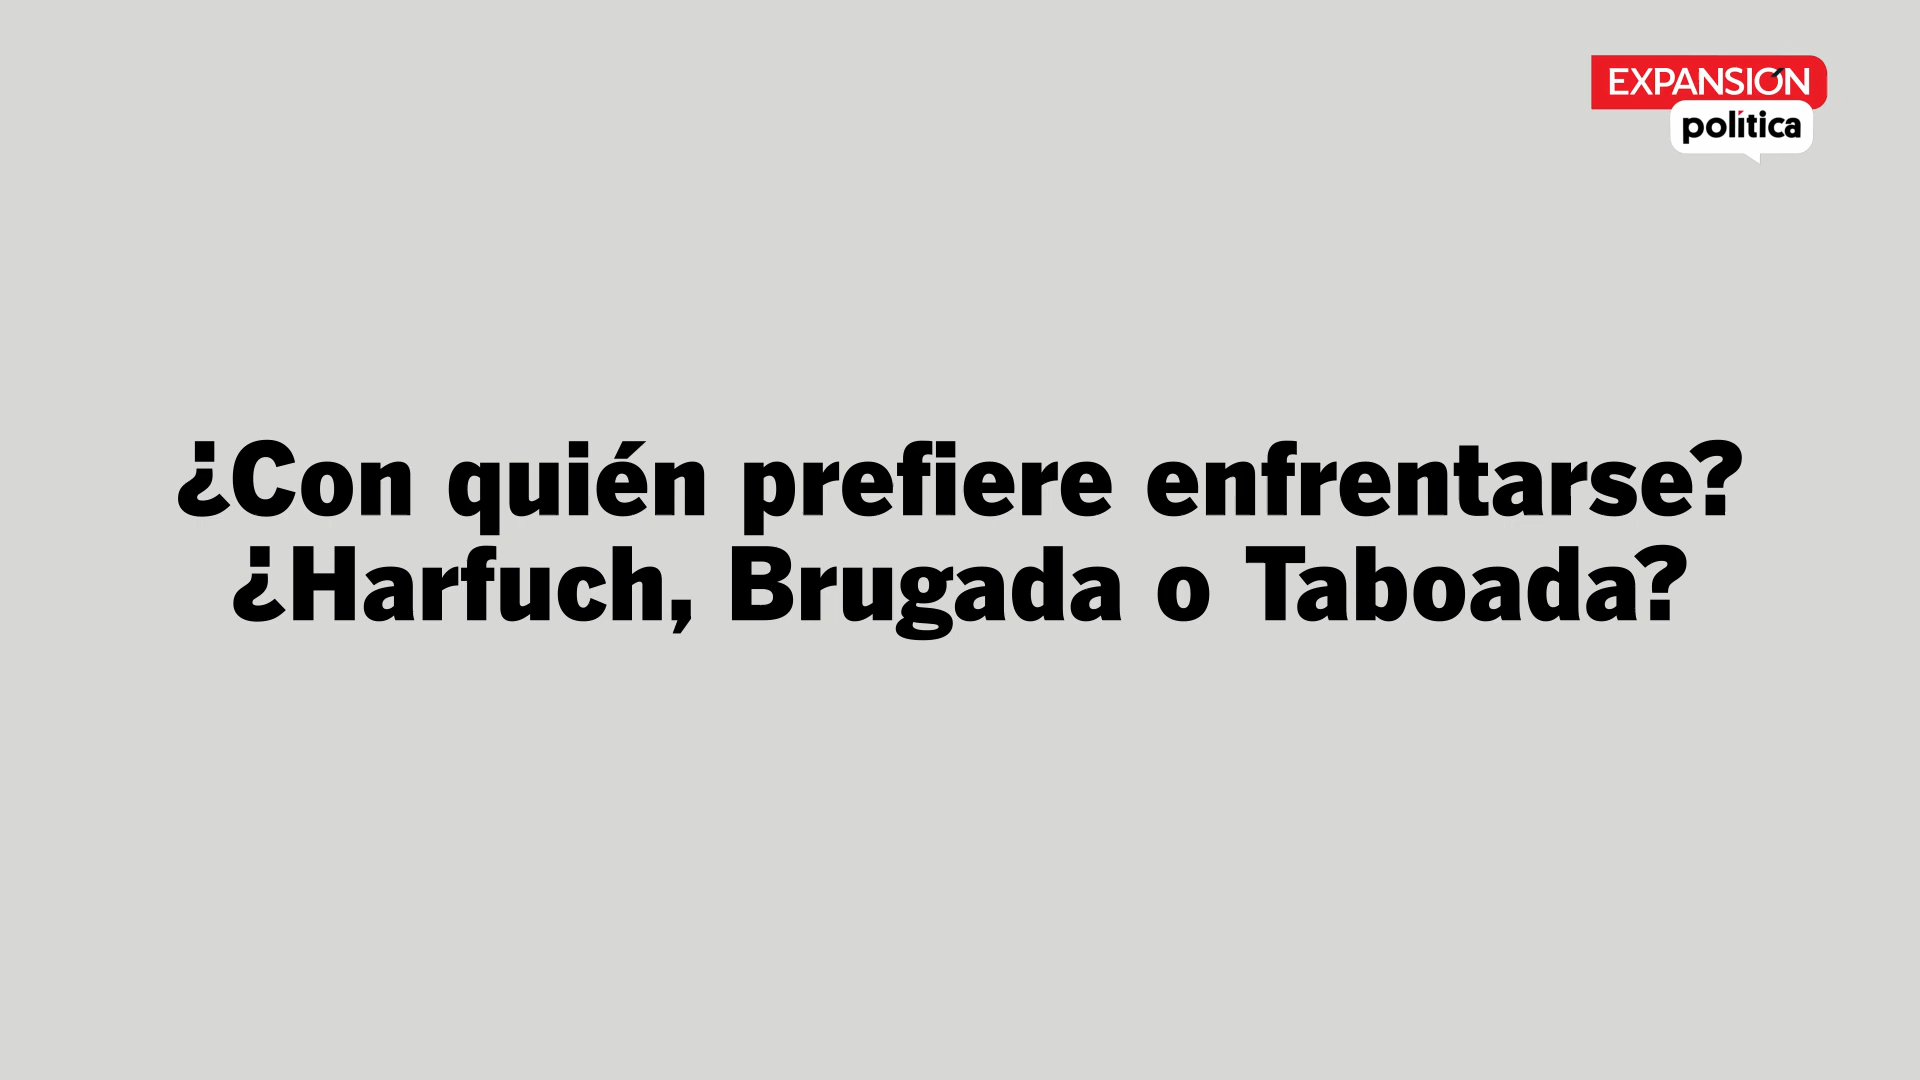 EXPANSIÓN
política
¿Con quién prefiere enfrentarse?
¿Harfuch, Brugada o Taboada?